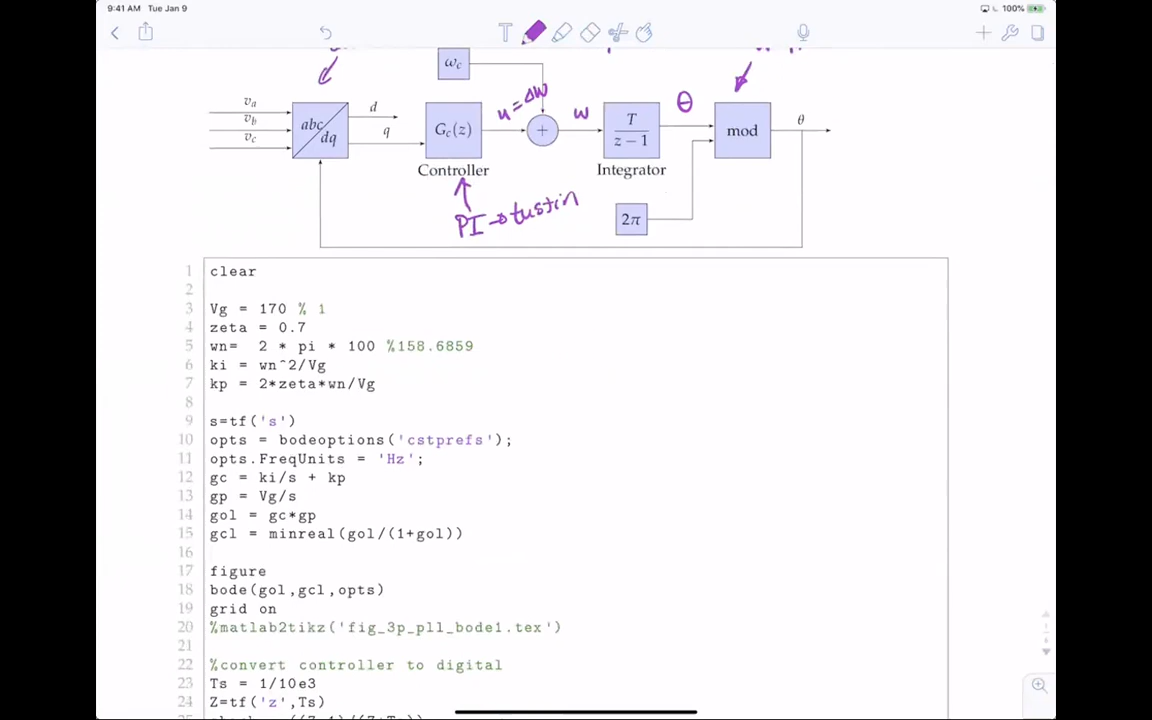 9:41 AM Tue Jan 9
100%
T
ωc
va
vb
vc
abc
dq
d
q
Gc(z)
Controller
u = Δω
+
ω
T
z − 1
Integrator
θ
mod
θ
2π
PI → tustin
1 clear
2
3 Vg = 170 % 1
4 zeta = 0.7
5 wn= 2 * pi * 100 %158.6859
6 ki = wn^2/Vg
7 kp = 2*zeta*wn/Vg
8
9 s=tf('s')
10 opts = bodeoptions('cstprefs');
11 opts.FreqUnits = 'Hz';
12 gc = ki/s + kp
13 gp = Vg/s
14 gol = gc*gp
15 gcl = minreal(gol/(1+gol))
16
17 figure
18 bode(gol,gcl,opts)
19 grid on
20 %matlab2tikz('fig_3p_pll_bode1.tex')
21
22 %convert controller to digital
23 Ts = 1/10e3
24 Z=tf('z',Ts)